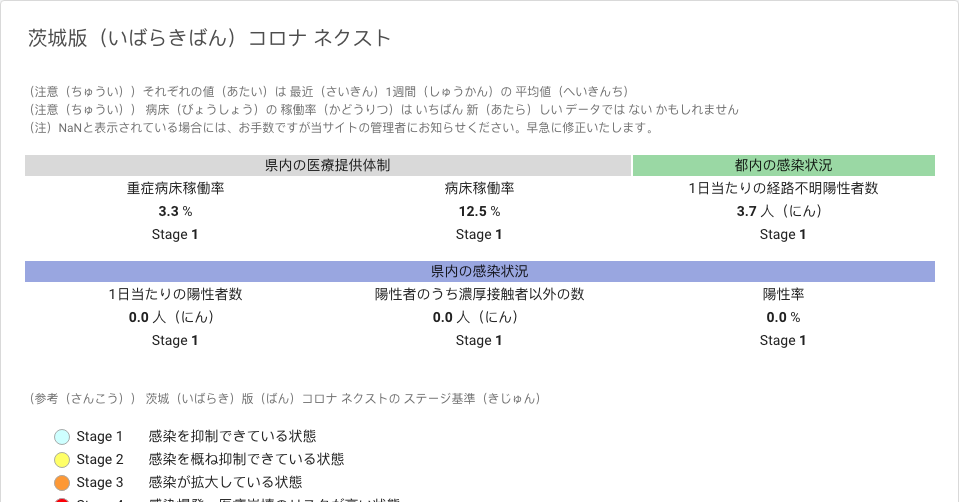 茨城版（いばらきばん）コロナ ネクスト
（注意（ちゅうい））それぞれの値（あたい）は 最近（さいきん）1週間（しゅうかん）の 平均値（へいきんち）
（注意（ちゅうい）） 病床（びょうしょう）の 稼働率（かどうりつ）は いちばん 新（あたら）しい データでは ない かもしれません
（注）NaNと表示されている場合には、お手数ですが当サイトの管理者にお知らせください。早急に修正いたします。
県内の医療提供体制 都内の感染状況
重症病床稼働率 病床稼働率 1日当たりの経路不明陽性者数
3.3 % 12.5 % 3.7 人（にん）
Stage 1 Stage 1 Stage 1
県内の感染状況
1日当たりの陽性者数 陽性者のうち濃厚接触者以外の数 陽性率
0.0 人（にん） 0.0 人（にん） 0.0 %
Stage 1 Stage 1 Stage 1
（参考（さんこう）） 茨城（いばらき）版（ばん）コロナ ネクストの ステージ基準（きじゅん）
Stage 1 感染を抑制できている状態
Stage 2 感染を概ね抑制できている状態
Stage 3 感染が拡大している状態